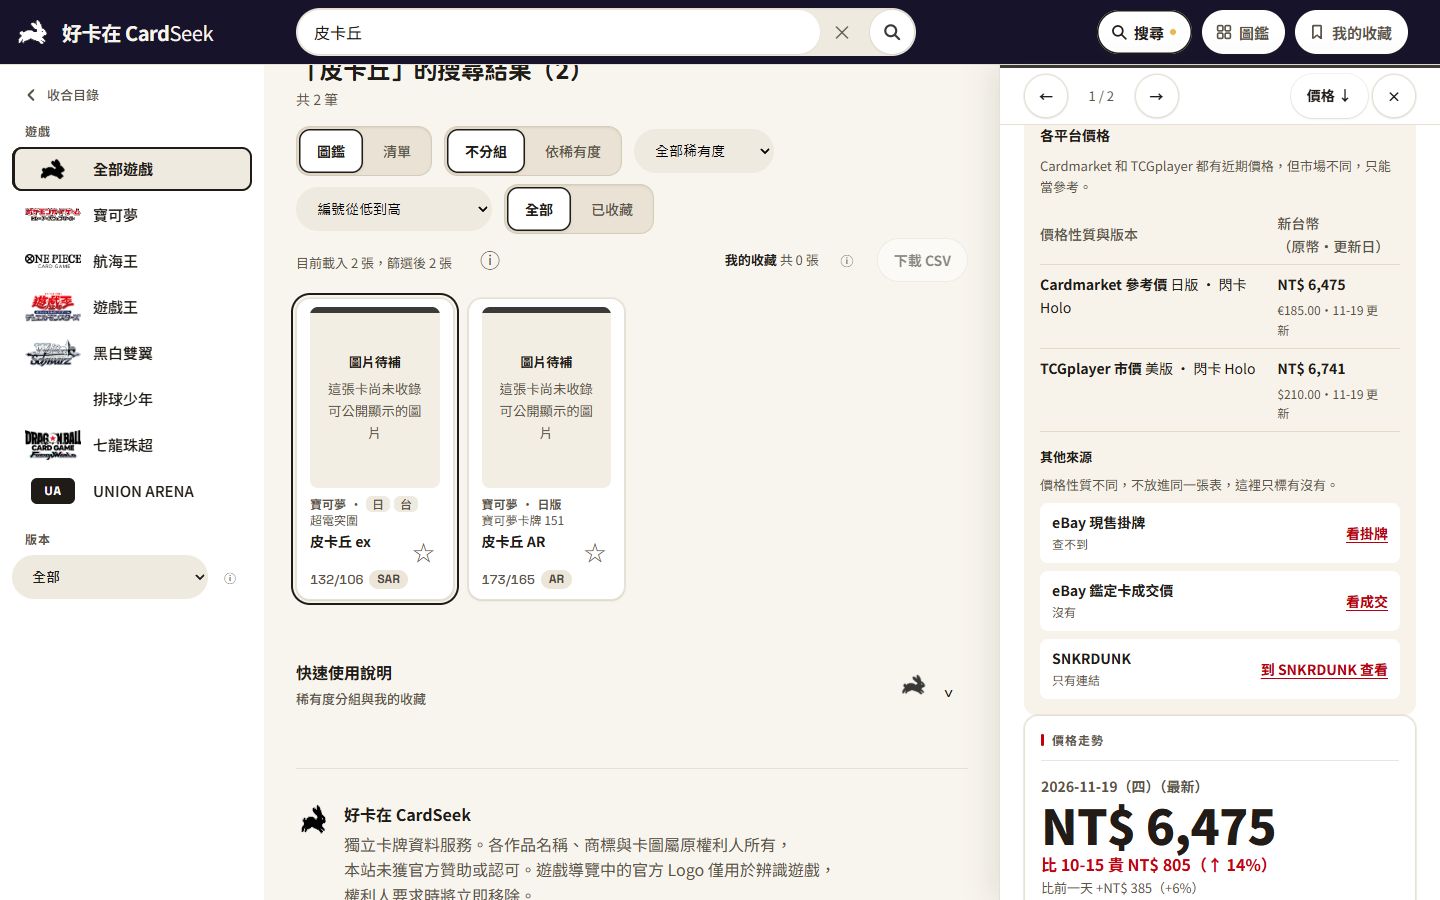 好卡在 CardSeek
皮卡丘
搜尋
圖鑑
我的收藏
收合目錄
遊戲
全部遊戲
寶可夢
ONE PIECE
CARD GAME
航海王
遊戲王
黑白雙翼
排球少年
DRAGON BALL
CARD GAME
七龍珠超
UA
UNION ARENA
版本
全部
「皮卡丘」的搜尋結果（2）
共 2 筆
圖鑑
清單
不分組
依稀有度
全部稀有度
編號從低到高
全部
已收藏
目前載入 2 張，篩選後 2 張
我的收藏 共 0 張
下載 CSV
圖片待補
這張卡尚未收錄
可公開顯示的圖
片
寶可夢 ・ 日 台
超電突圍
皮卡丘 ex
132/106 SAR
圖片待補
這張卡尚未收錄
可公開顯示的圖
片
寶可夢 ・ 日版
寶可夢卡牌 151
皮卡丘 AR
173/165 AR
快速使用說明
稀有度分組與我的收藏
好卡在 CardSeek
獨立卡牌資料服務。各作品名稱、商標與卡圖屬原權利人所有，
本站未獲官方贊助或認可。遊戲導覽中的官方 Logo 僅用於辨識遊戲，
權利人要求時將立即移除。
← 1 / 2 →
價格 ↓
×
各平台價格
Cardmarket 和 TCGplayer 都有近期價格，但市場不同，只能
當參考。
價格性質與版本
新台幣
（原幣・更新日）
Cardmarket 參考價 日版 ・ 閃卡
Holo
NT$ 6,475
€185.00・11-19 更
新
TCGplayer 市價 美版 ・ 閃卡 Holo
NT$ 6,741
$210.00・11-19 更
新
其他來源
價格性質不同，不放進同一張表，這裡只標有沒有。
eBay 現售掛牌
查不到
看掛牌
eBay 鑑定卡成交價
沒有
看成交
SNKRDUNK
只有連結
到 SNKRDUNK 查看
價格走勢
2026-11-19（四）（最新）
NT$ 6,475
比 10-15 貴 NT$ 805（↑ 14%）
比前一天 +NT$ 385（+6%）